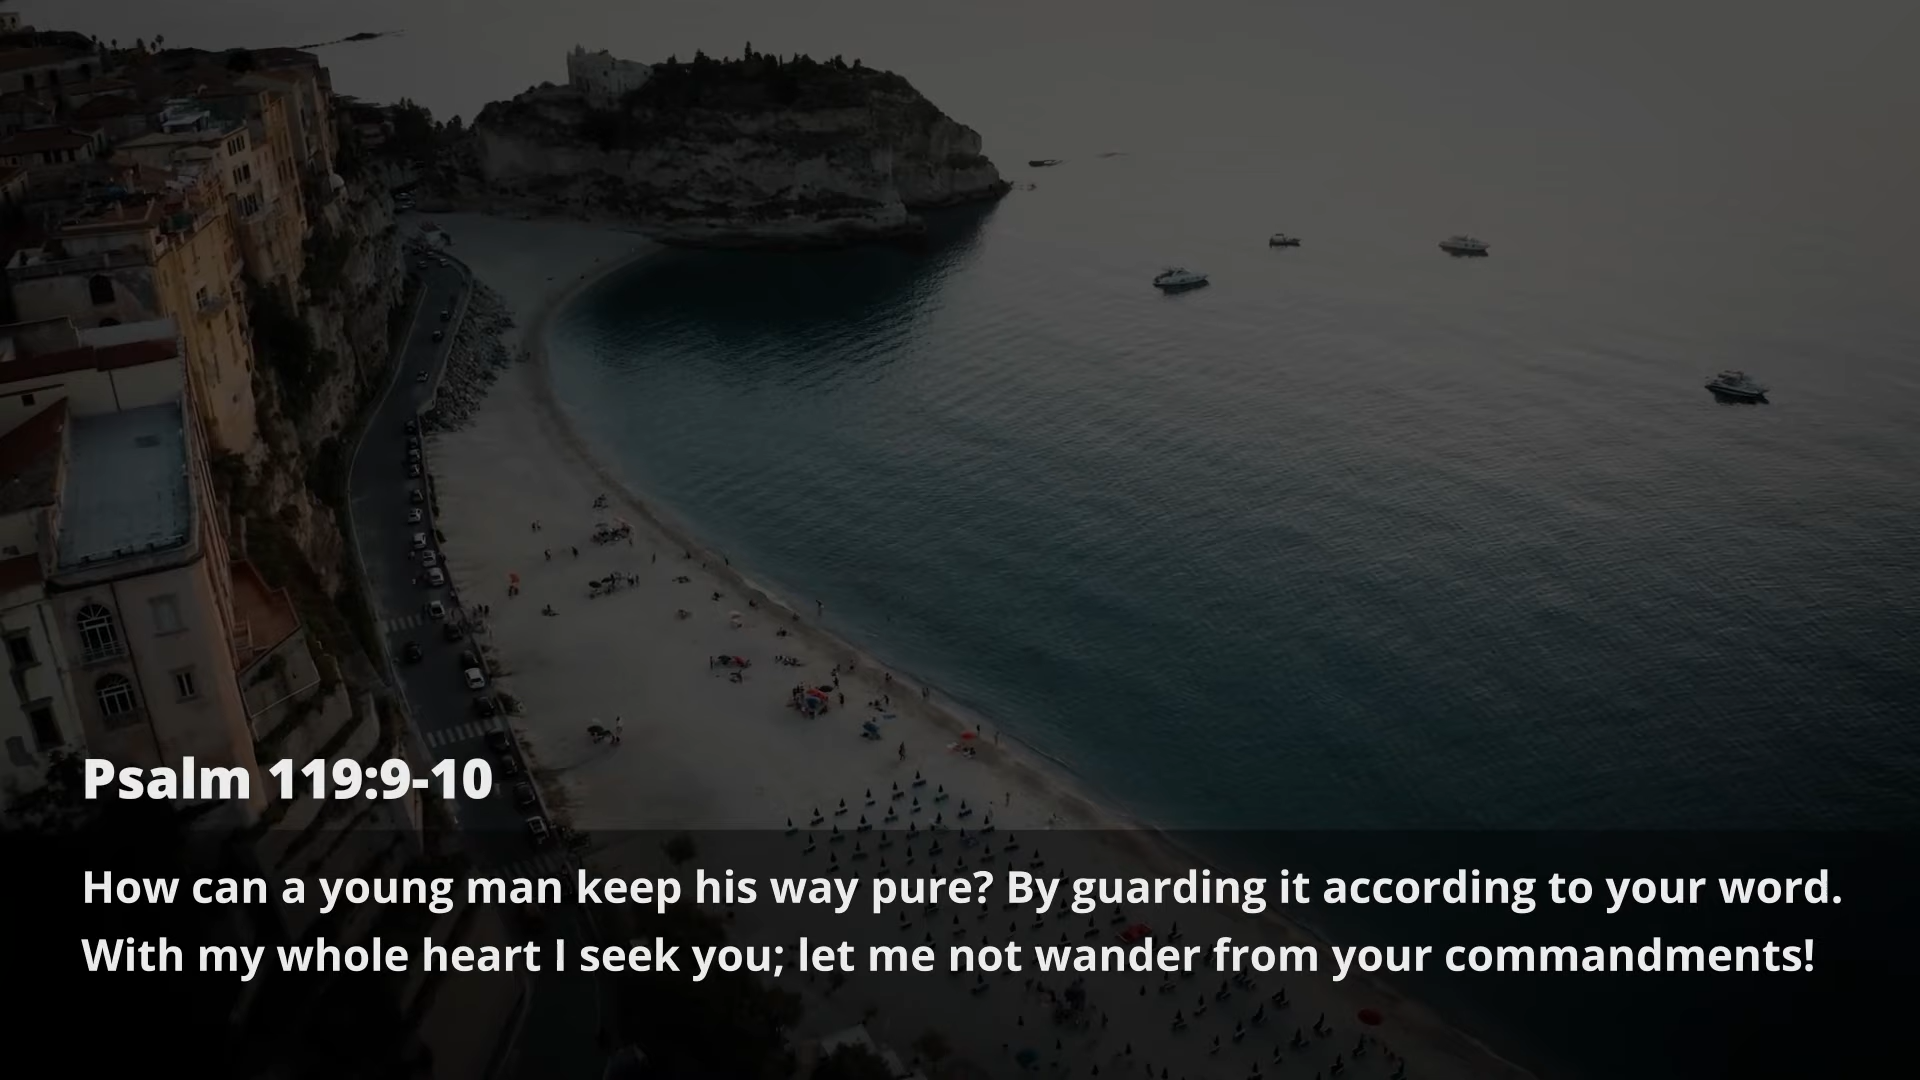 Psalm 119:9-10
How can a young man keep his way pure? By guarding it according to your word.
With my whole heart I seek you; let me not wander from your commandments!